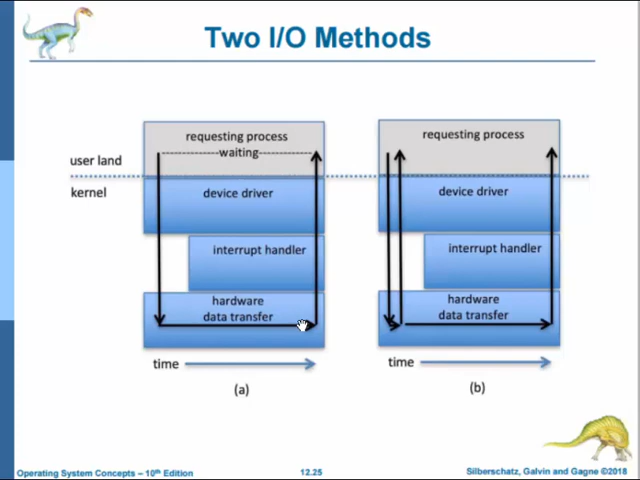 Two I/O Methods
requesting process
waiting
user land
kernel
device driver
interrupt handler
hardware
data transfer
time
(a)
requesting process
device driver
interrupt handler
hardware
data transfer
time
(b)
Operating System Concepts – 10th Edition
12.25
Silberschatz, Galvin and Gagne ©2018